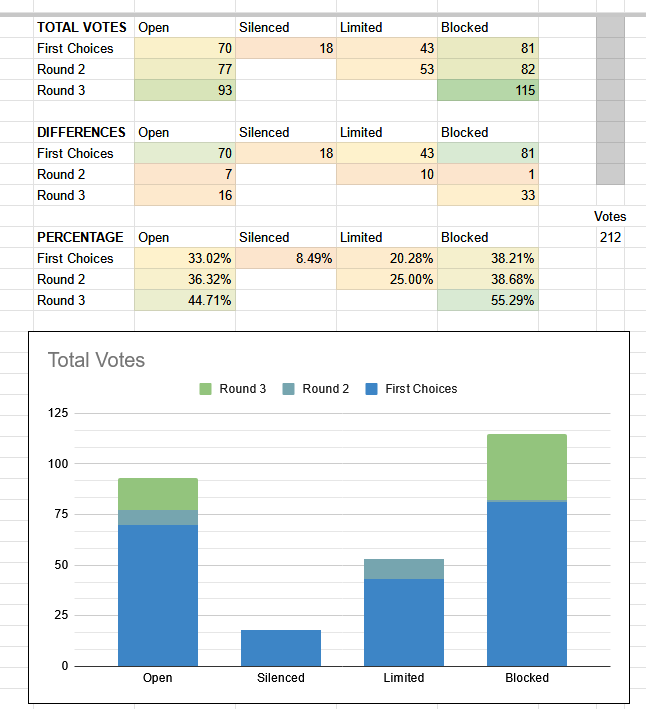 TOTAL VOTES Open Silenced Limited Blocked
First Choices 70 18 43 81
Round 2 77 53 82
Round 3 93 115
DIFFERENCES Open Silenced Limited Blocked
First Choices 70 18 43 81
Round 2 7 10 1
Round 3 16 33
Votes
PERCENTAGE Open Silenced Limited Blocked 212
First Choices 33.02% 8.49% 20.28% 38.21%
Round 2 36.32% 25.00% 38.68%
Round 3 44.71% 55.29%
Total Votes
Round 3 Round 2 First Choices
125
100
75
50
25
0
Open Silenced Limited Blocked